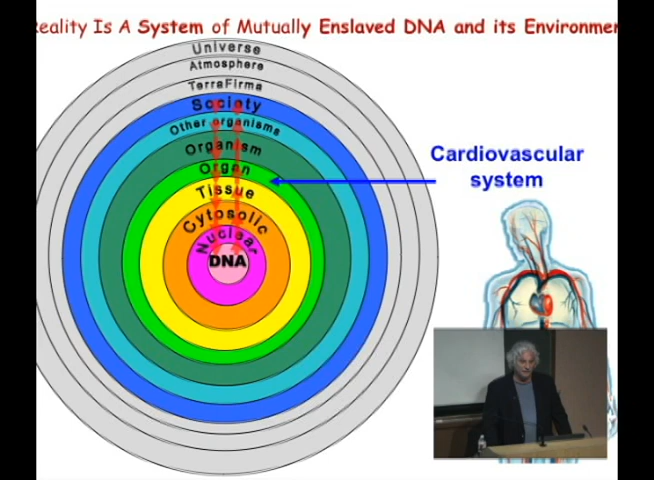 eality Is A System of Mutually Enslaved DNA and its Environmen
Universe
Atmosphere
TerraFirma
Society
Other organisms
Organism
Organ
Tissue
Cytosolic
Nuclear
DNA
Cardiovascular
system